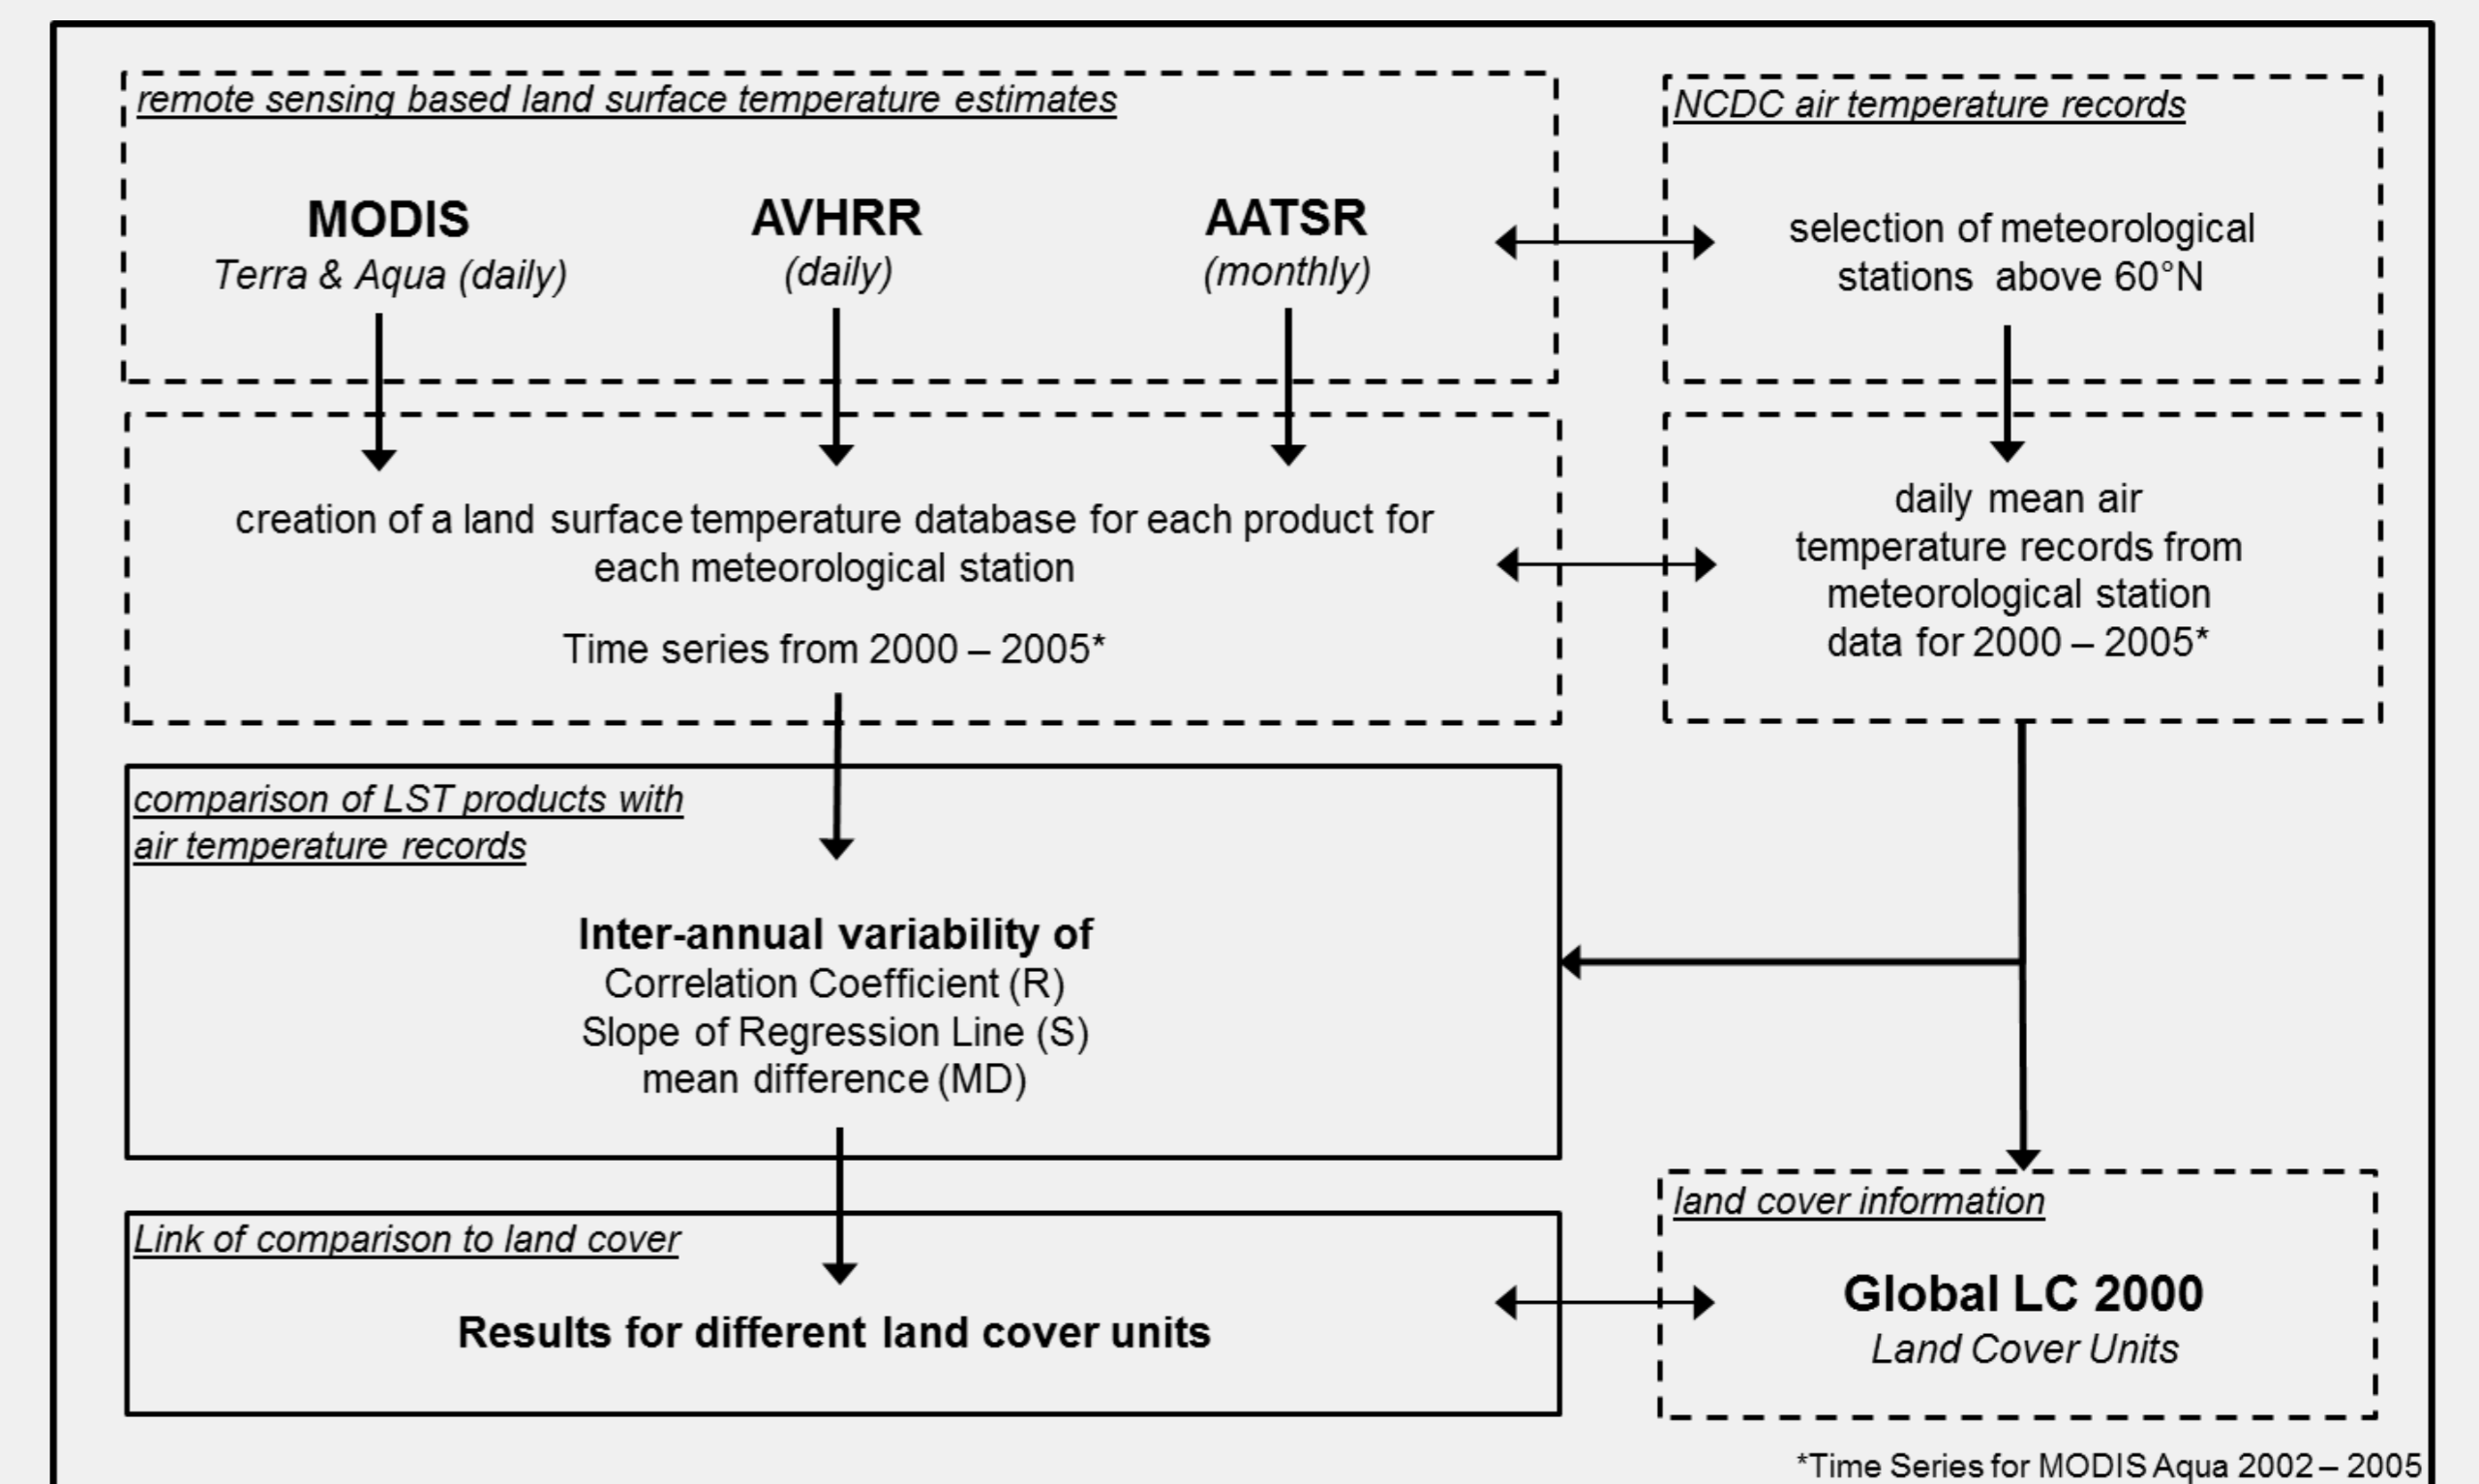 remote sensing based land surface temperature estimates
MODIS
Terra & Aqua (daily)
AVHRR
(daily)
AATSR
(monthly)
NCDC air temperature records
selection of meteorological
stations above 60°N
creation of a land surface temperature database for each product for
each meteorological station
Time series from 2000 – 2005*
daily mean air
temperature records from
meteorological station
data for 2000 – 2005*
comparison of LST products with
air temperature records
Inter-annual variability of
Correlation Coefficient (R)
Slope of Regression Line (S)
mean difference (MD)
Link of comparison to land cover
Results for different land cover units
land cover information
Global LC 2000
Land Cover Units
*Time Series for MODIS Aqua 2002 – 2005